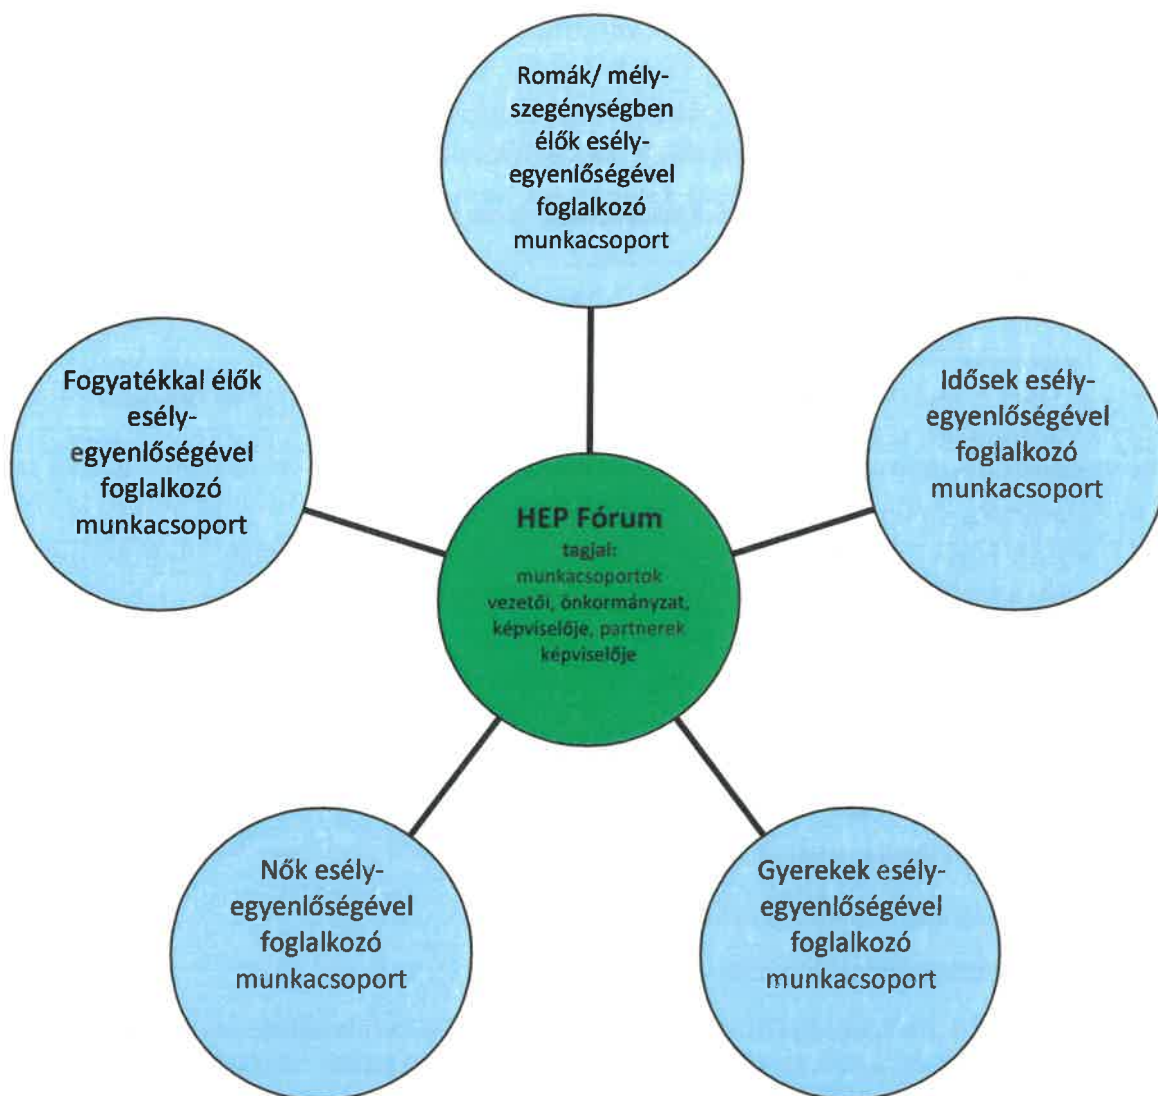 Romák/ mély-
szegénységben
élők esély-
egyenlőségével
foglalkozó
munkacsoport
Fogyatékkal élők
esély-
egyenlőségével
foglalkozó
munkacsoport
Idősek esély-
egyenlőségével
foglalkozó
munkacsoport
HEP Fórum
tagjai:
munkacsoportok
vezetői, önkormányzat,
képviselője, partnerek
képviselője
Nők esély-
egyenlőségével
foglalkozó
munkacsoport
Gyerekek esély-
egyenlőségével
foglalkozó
munkacsoport